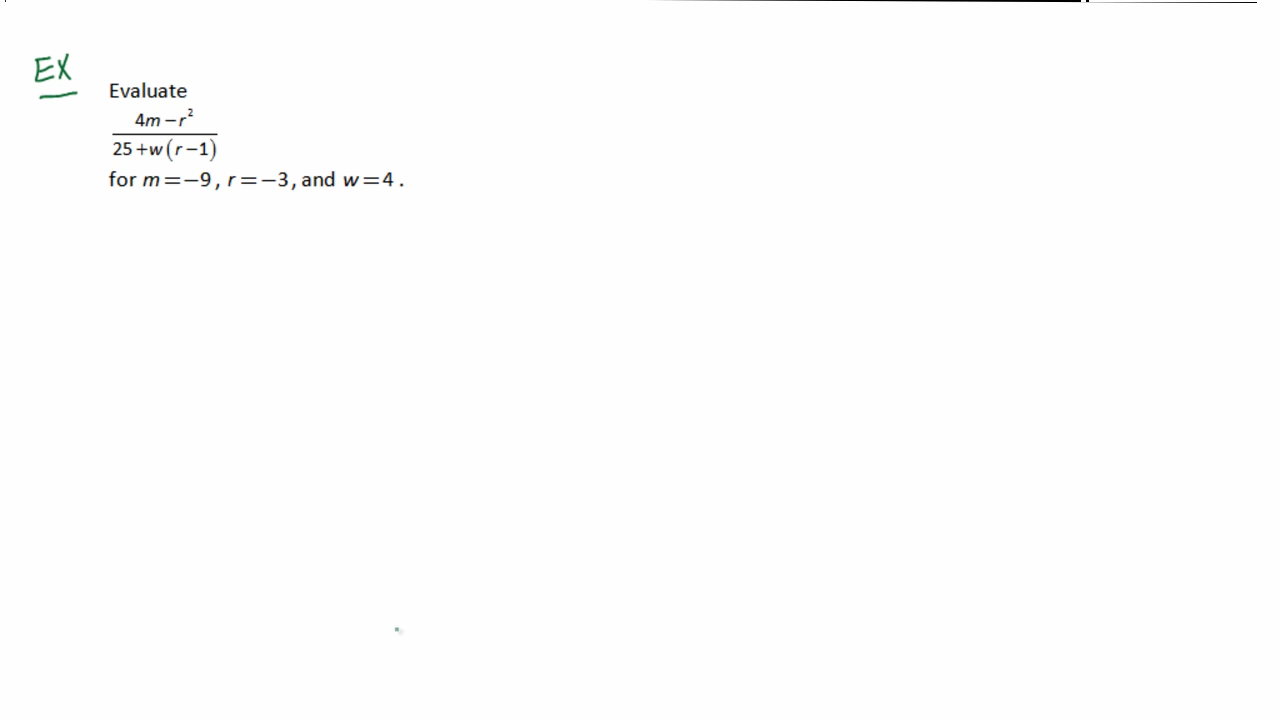 EX
Evaluate
4m − r²
25 + w(r − 1)
for m = −9, r = −3, and w = 4.